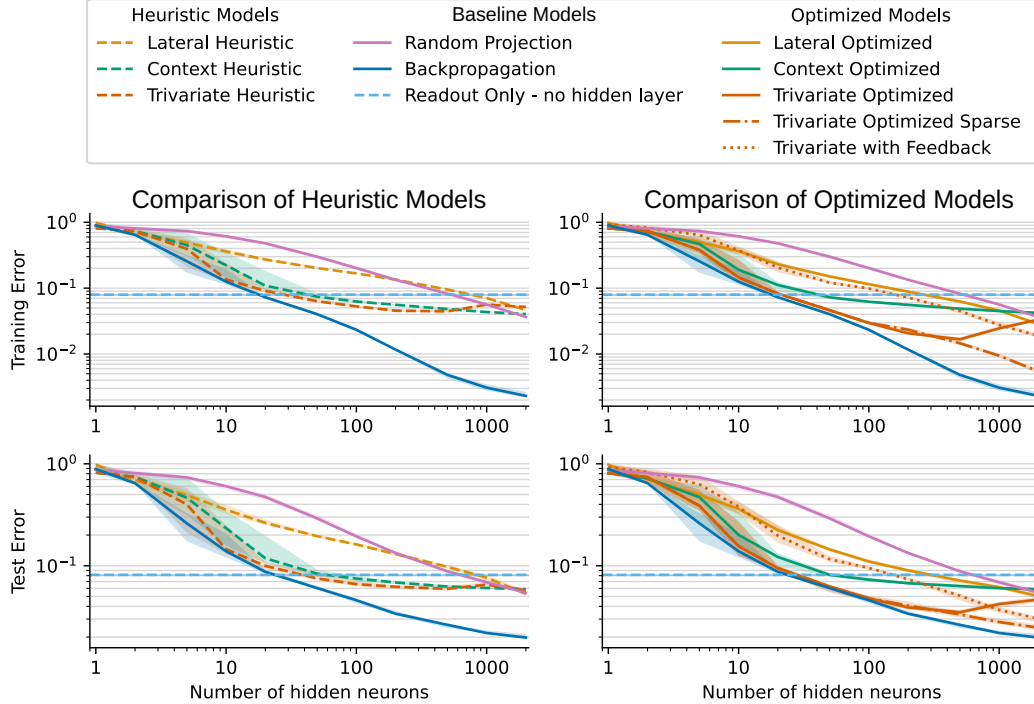 Heuristic Models
Lateral Heuristic
Context Heuristic
Trivariate Heuristic
Baseline Models
Random Projection
Backpropagation
Readout Only - no hidden layer
Optimized Models
Lateral Optimized
Context Optimized
Trivariate Optimized
Trivariate Optimized Sparse
Trivariate with Feedback
Comparison of Heuristic Models
Training Error
10⁰
10⁻¹
10⁻²
1 10 100 1000
Comparison of Optimized Models
10⁰
10⁻¹
10⁻²
1 10 100 1000
Test Error
10⁰
10⁻¹
1 10 100 1000
Number of hidden neurons
10⁰
10⁻¹
1 10 100 1000
Number of hidden neurons